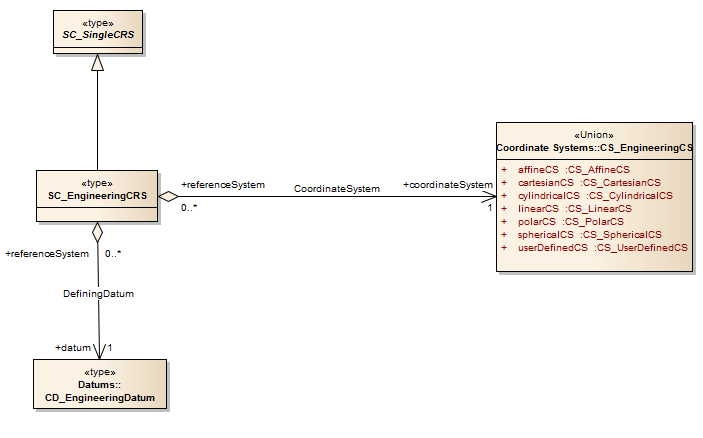 «type»
SC_SingleCRS
«type»
SC_EngineeringCRS
+referenceSystem
0..*
CoordinateSystem
+coordinateSystem
1
«Union»
Coordinate Systems::CS_EngineeringCS
+ affineCS :CS_AffineCS
+ cartesianCS :CS_CartesianCS
+ cylindricalCS :CS_CylindricalCS
+ linearCS :CS_LinearCS
+ polarCS :CS_PolarCS
+ sphericalCS :CS_SphericalCS
+ userDefinedCS :CS_UserDefinedCS
+referenceSystem 0..*
DefiningDatum
+datum 1
«type»
Datums::
CD_EngineeringDatum